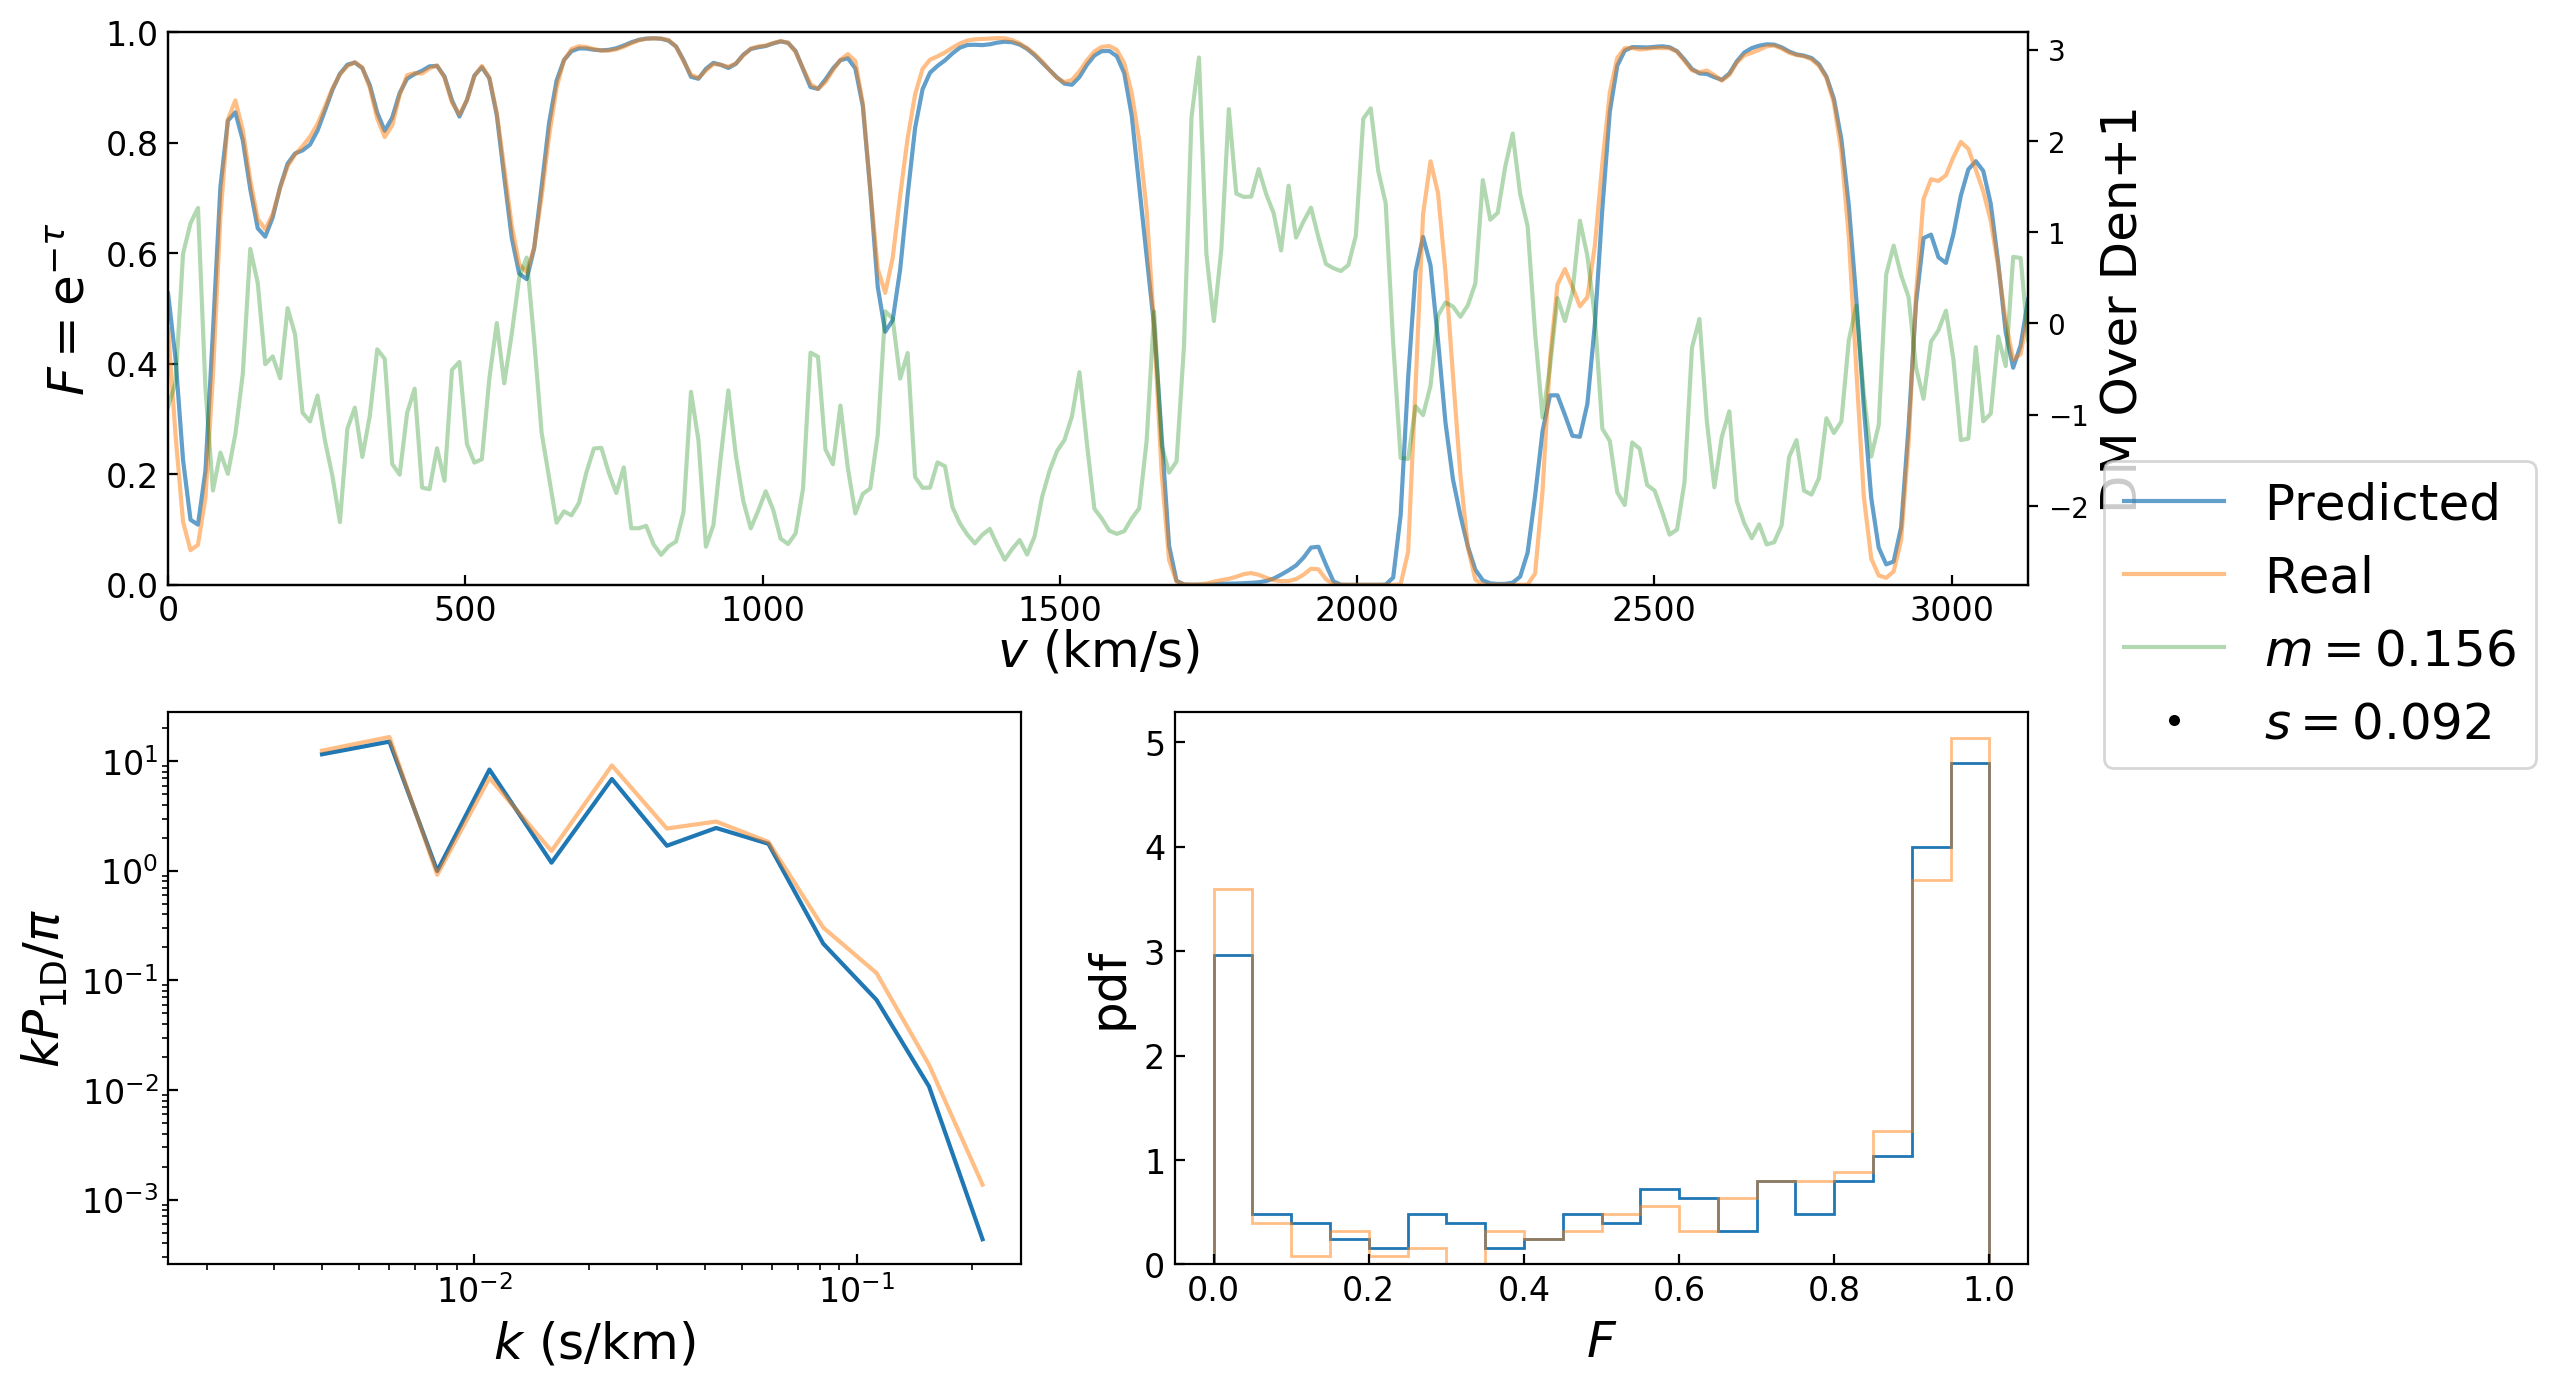 1.0
0.8
0.6
0.4
0.2
0.0
F = e^{-τ}
3
2
1
0
−1
−2
DM Over Den+1
0 500 1000 1500 2000 2500 3000
v (km/s)
Predicted
Real
m = 0.156
s = 0.092
10^1
10^0
10^{−1}
10^{−2}
10^{−3}
kP_{1D}/π
10^{−2} 10^{−1}
k (s/km)
5
4
3
2
1
0
pdf
0.0 0.2 0.4 0.6 0.8 1.0
F